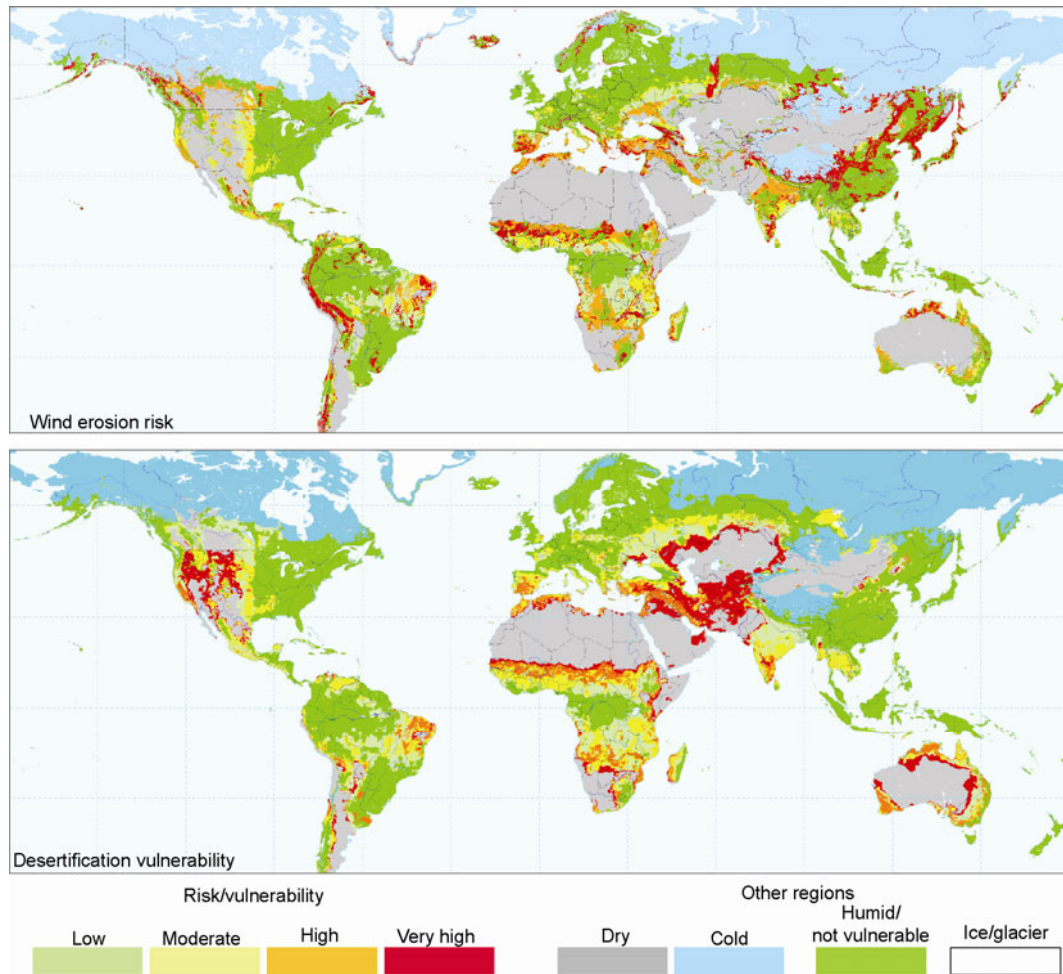 Wind erosion risk
Desertification vulnerability
Risk/vulnerability
Other regions
Low
Moderate
High
Very high
Dry
Cold
Humid/
not vulnerable
Ice/glacier